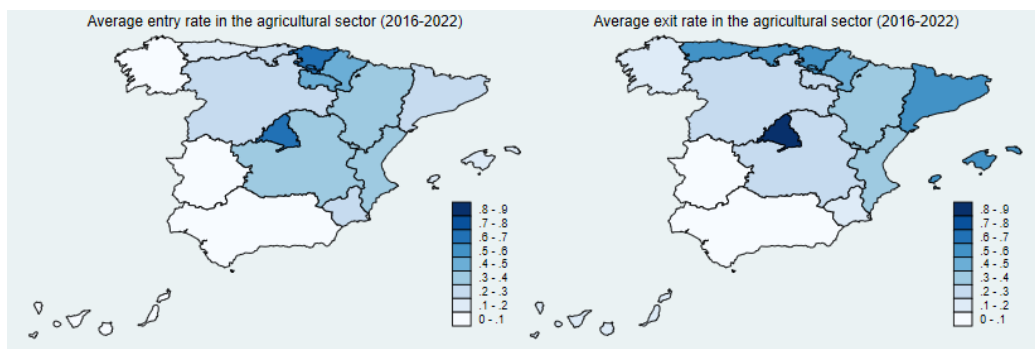 Average entry rate in the agricultural sector (2016-2022)
.8 - .9
.7 - .8
.6 - .7
.5 - .6
.4 - .5
.3 - .4
.2 - .3
.1 - .2
0 - .1
Average exit rate in the agricultural sector (2016-2022)
.8 - .9
.7 - .8
.6 - .7
.5 - .6
.4 - .5
.3 - .4
.2 - .3
.1 - .2
0 - .1